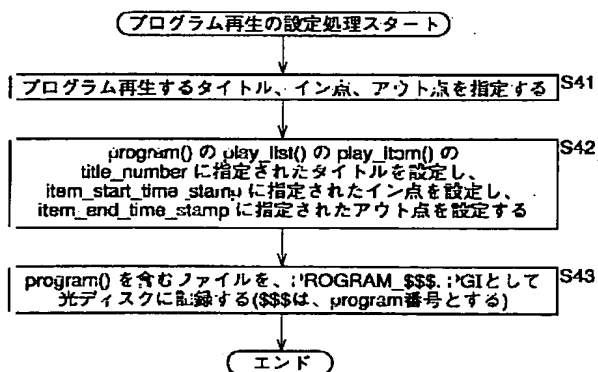 プログラム再生の設定処理スタート
プログラム再生するタイトル、イン点、アウト点を指定する
S41
program() の play_list() の play_item() の
S42
title_number に指定されたタイトルを設定し、
item_start_time_stamp に指定されたイン点を設定し、
item_end_time_stamp に指定されたアウト点を設定する
program() を含むファイルを、PROGRAM_$$$.PGIとして
S43
光ディスクに記録する($$$は、program番号とする)
エンド